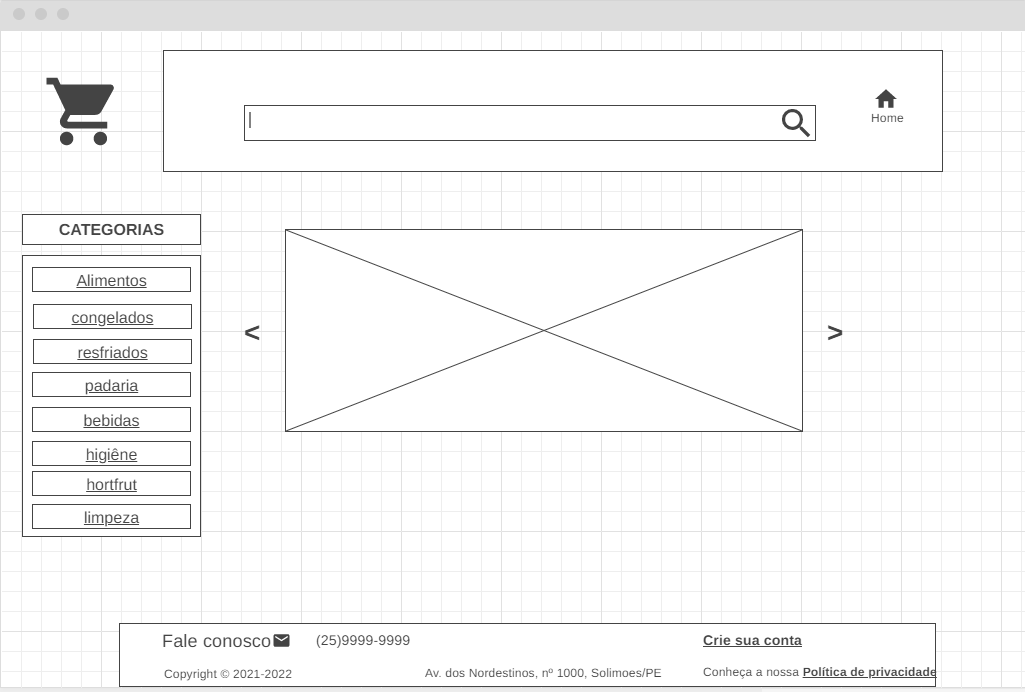 Home
CATEGORIAS
Alimentos
congelados
resfriados
padaria
bebidas
higiêne
hortfrut
limpeza
<
>
Fale conosco (25)9999-9999 Crie sua conta
Copyright © 2021-2022 Av. dos Nordestinos, nº 1000, Solimoes/PE Conheça a nossa Política de privacidade